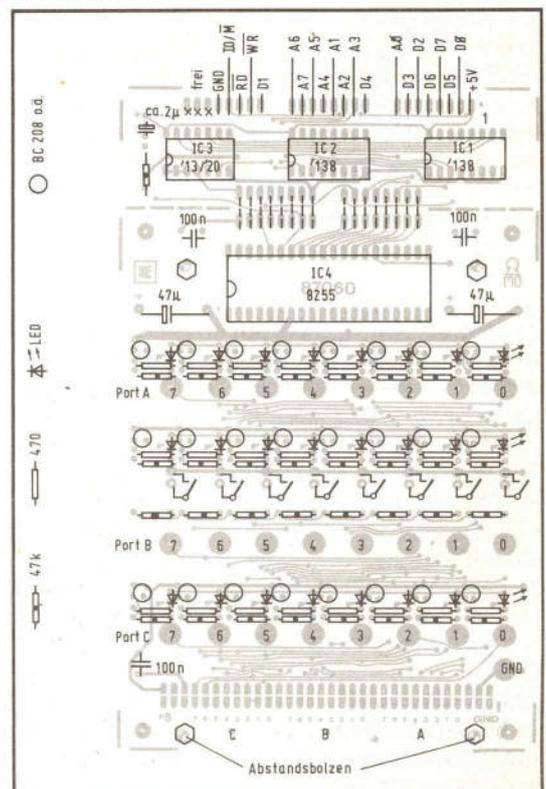 frei GND I̅D̅/M̅ R̅D̅ W̅R̅ D1 A6 A7 A5 A4 A1 A2 A3 D4 AØ D3 D2 D6 D7 D5 DØ +5V
ca.2µ ××× 1
IC3 IC2 IC1
'13/'20 '138 '138
100n 100n
IC4
87060
8255
47µ 47µ
Port A 7 6 5 4 3 2 1 0
Port B 7 6 5 4 3 2 1 0
Port C 7 6 5 4 3 2 1 0
100n GND
+5 GND
C B A
Abstandsbolzen
BC 208 o.ä.
LED
470
47k